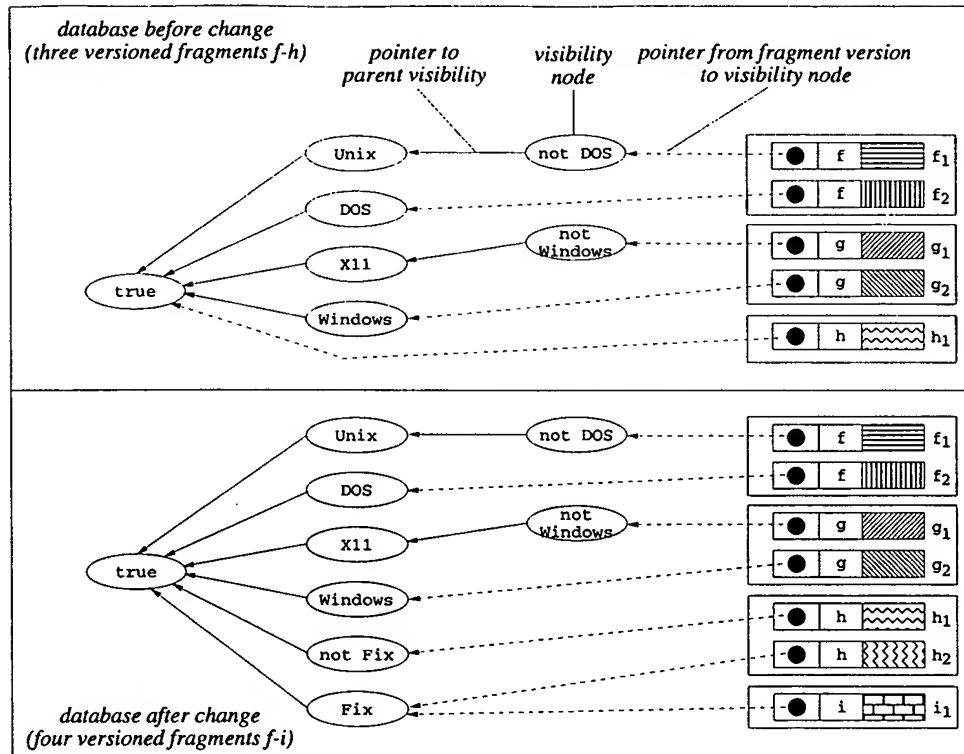 database before change
(three versioned fragments f-h)
pointer to
parent visibility
visibility
node
pointer from fragment version
to visibility node
Unix
not DOS
f
f₁
DOS
f
f₂
X11
not
Windows
g
g₁
true
Windows
g
g₂
h
h₁
Unix
not DOS
f
f₁
DOS
f
f₂
X11
not
Windows
g
g₁
true
Windows
g
g₂
not Fix
h
h₁
h
h₂
Fix
i
i₁
database after change
(four versioned fragments f-i)